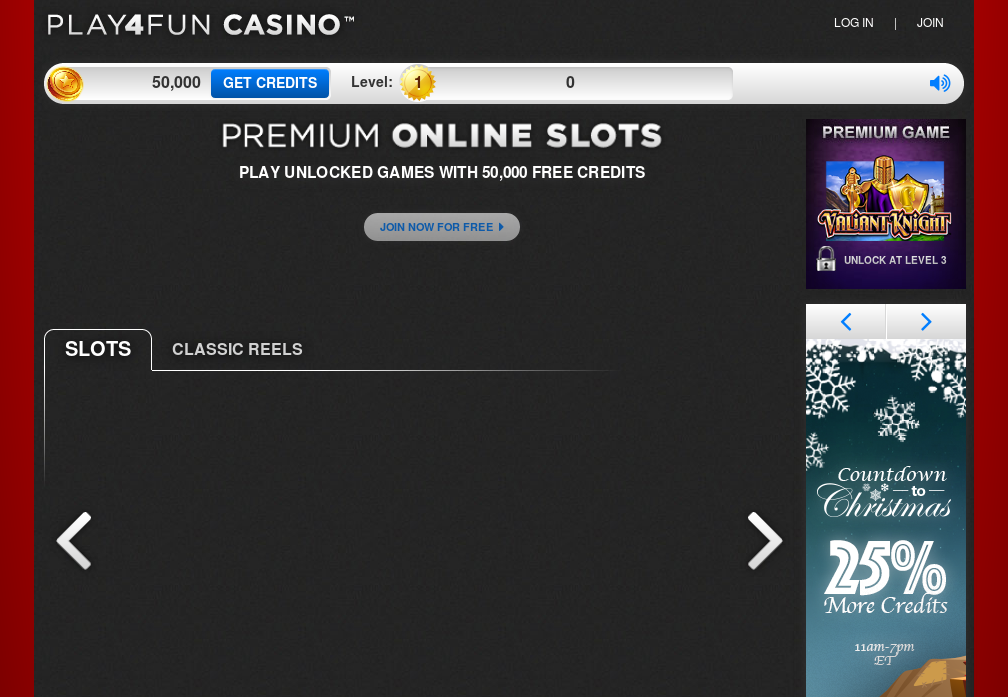 PLAY4FUN CASINO™
LOG IN | JOIN
50,000 GET CREDITS Level: 1 0
PREMIUM ONLINE SLOTS
PLAY UNLOCKED GAMES WITH 50,000 FREE CREDITS
JOIN NOW FOR FREE
PREMIUM GAME
VALIANT KNIGHT
UNLOCK AT LEVEL 3
SLOTS
CLASSIC REELS
Countdown
to
Christmas
25%
More Credits
11am-7pm
ET